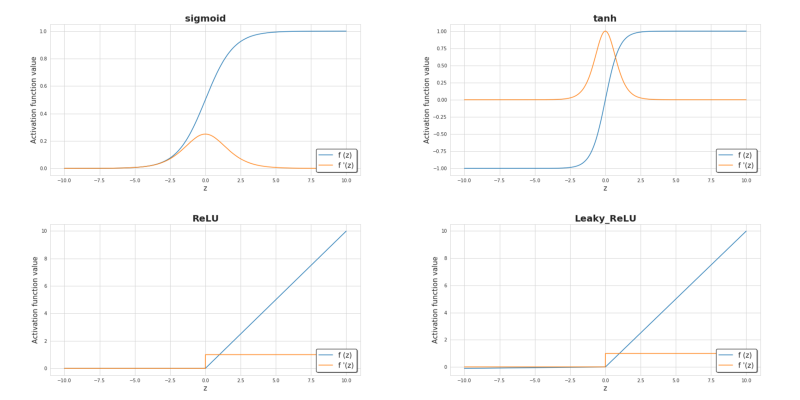 sigmoid
Activation function value
1.0
0.8
0.6
0.4
0.2
0.0
−10.0 −7.5 −5.0 −2.5 0.0 2.5 5.0 7.5 10.0
z
f (z)
f '(z)
tanh
Activation function value
1.00
0.75
0.50
0.25
0.00
−0.25
−0.50
−0.75
−1.00
−10.0 −7.5 −5.0 −2.5 0.0 2.5 5.0 7.5 10.0
z
f (z)
f '(z)
ReLU
Activation function value
10
8
6
4
2
0
−10.0 −7.5 −5.0 −2.5 0.0 2.5 5.0 7.5 10.0
z
f (z)
f '(z)
Leaky_ReLU
Activation function value
10
8
6
4
2
0
−10.0 −7.5 −5.0 −2.5 0.0 2.5 5.0 7.5 10.0
z
f (z)
f '(z)